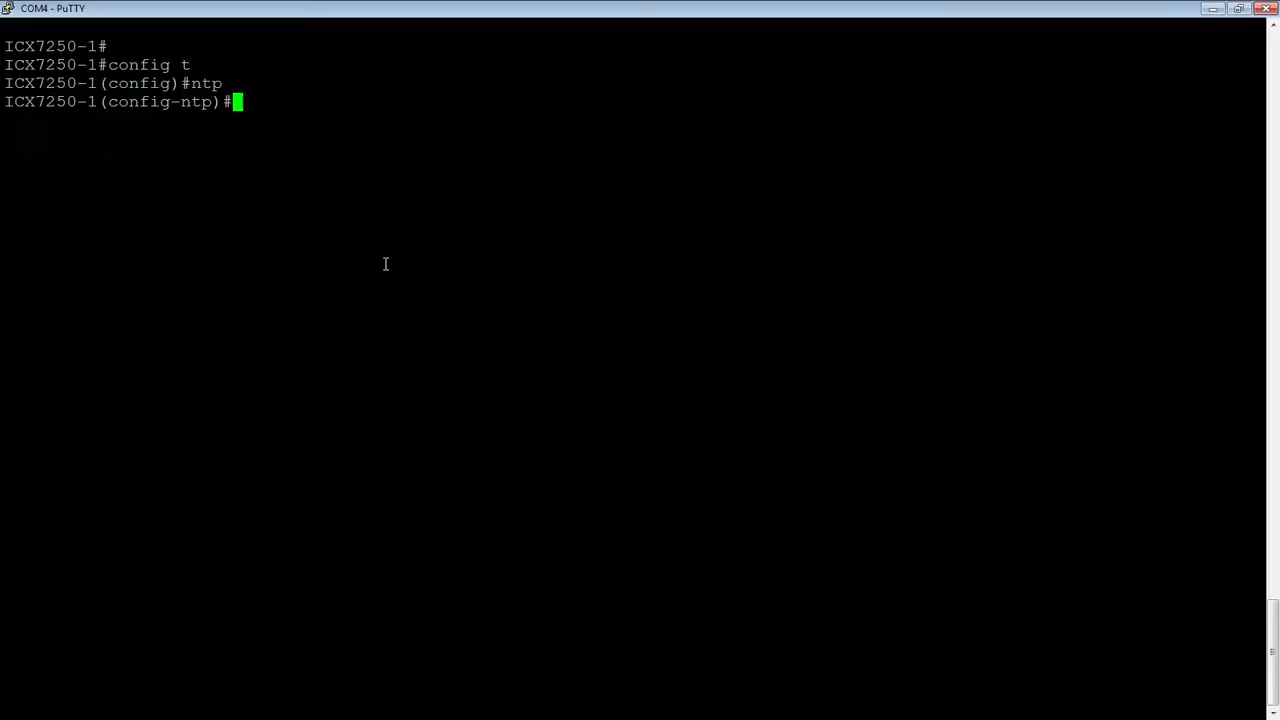 COM4 - PuTTY
ICX7250-1#
ICX7250-1#config t
ICX7250-1(config)#ntp
ICX7250-1(config-ntp)#